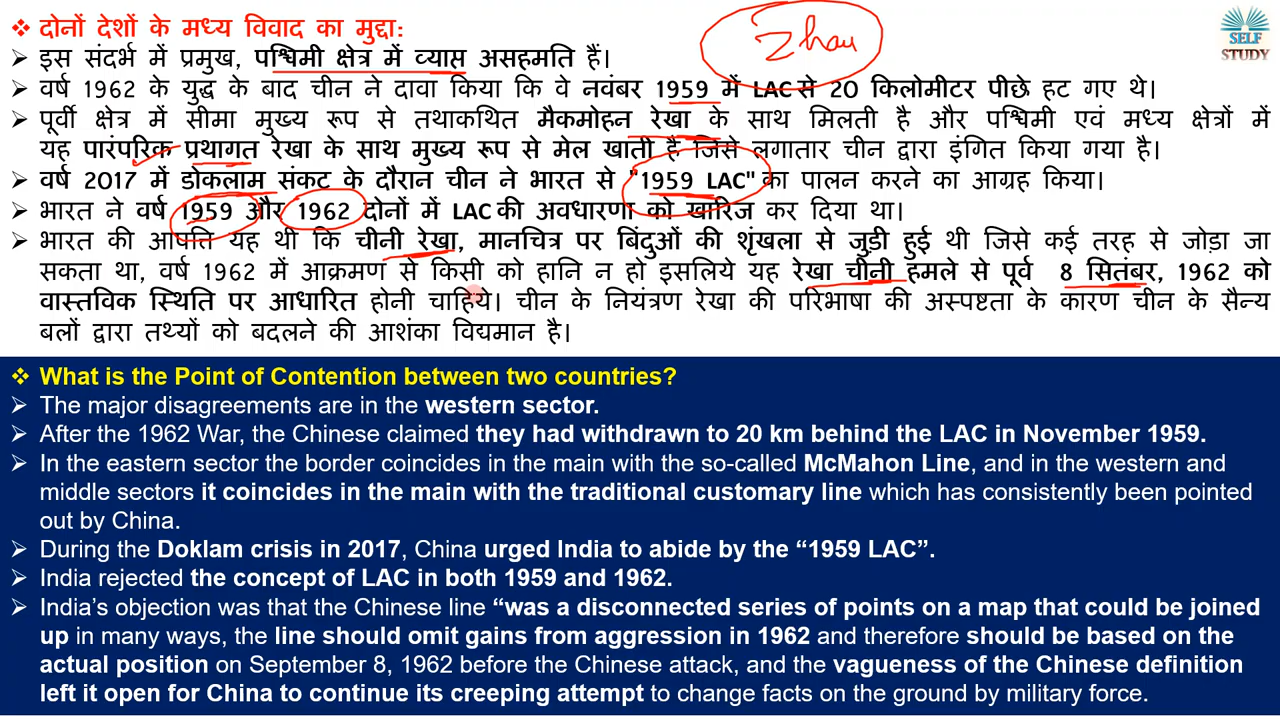 ❖ दोनों देशों के मध्य विवाद का मुद्दा:
Zhou
SELF
STUDY
➢ इस संदर्भ में प्रमुख, पश्चिमी क्षेत्र में व्याप्त असहमति हैं।
➢ वर्ष 1962 के युद्ध के बाद चीन ने दावा किया कि वे नवंबर 1959 में LAC से 20 किलोमीटर पीछे हट गए थे।
➢ पूर्वी क्षेत्र में सीमा मुख्य रूप से तथाकथित मैकमोहन रेखा के साथ मिलती है और पश्चिमी एवं मध्य क्षेत्रों में
यह पारंपरिक प्रथागत रेखा के साथ मुख्य रूप से मेल खाती है जिसे लगातार चीन द्वारा इंगित किया गया है।
➢ वर्ष 2017 में डोकलाम संकट के दौरान चीन ने भारत से "1959 LAC" का पालन करने का आग्रह किया।
➢ भारत ने वर्ष 1959 और 1962 दोनों में LAC की अवधारणा को खारिज कर दिया था।
➢ भारत की आपत्ति यह थी कि चीनी रेखा, मानचित्र पर बिंदुओं की शृंखला से जुड़ी हुई थी जिसे कई तरह से जोड़ा जा
सकता था, वर्ष 1962 में आक्रमण से किसी को हानि न हो इसलिये यह रेखा चीनी हमले से पूर्व 8 सितंबर, 1962 को
वास्तविक स्थिति पर आधारित होनी चाहिये। चीन के नियंत्रण रेखा की परिभाषा की अस्पष्टता के कारण चीन के सैन्य
बलों द्वारा तथ्यों को बदलने की आशंका विद्यमान है।
❖ What is the Point of Contention between two countries?
➢ The major disagreements are in the western sector.
➢ After the 1962 War, the Chinese claimed they had withdrawn to 20 km behind the LAC in November 1959.
➢ In the eastern sector the border coincides in the main with the so-called McMahon Line, and in the western and
middle sectors it coincides in the main with the traditional customary line which has consistently been pointed
out by China.
➢ During the Doklam crisis in 2017, China urged India to abide by the “1959 LAC”.
➢ India rejected the concept of LAC in both 1959 and 1962.
➢ India’s objection was that the Chinese line “was a disconnected series of points on a map that could be joined
up in many ways, the line should omit gains from aggression in 1962 and therefore should be based on the
actual position on September 8, 1962 before the Chinese attack, and the vagueness of the Chinese definition
left it open for China to continue its creeping attempt to change facts on the ground by military force.